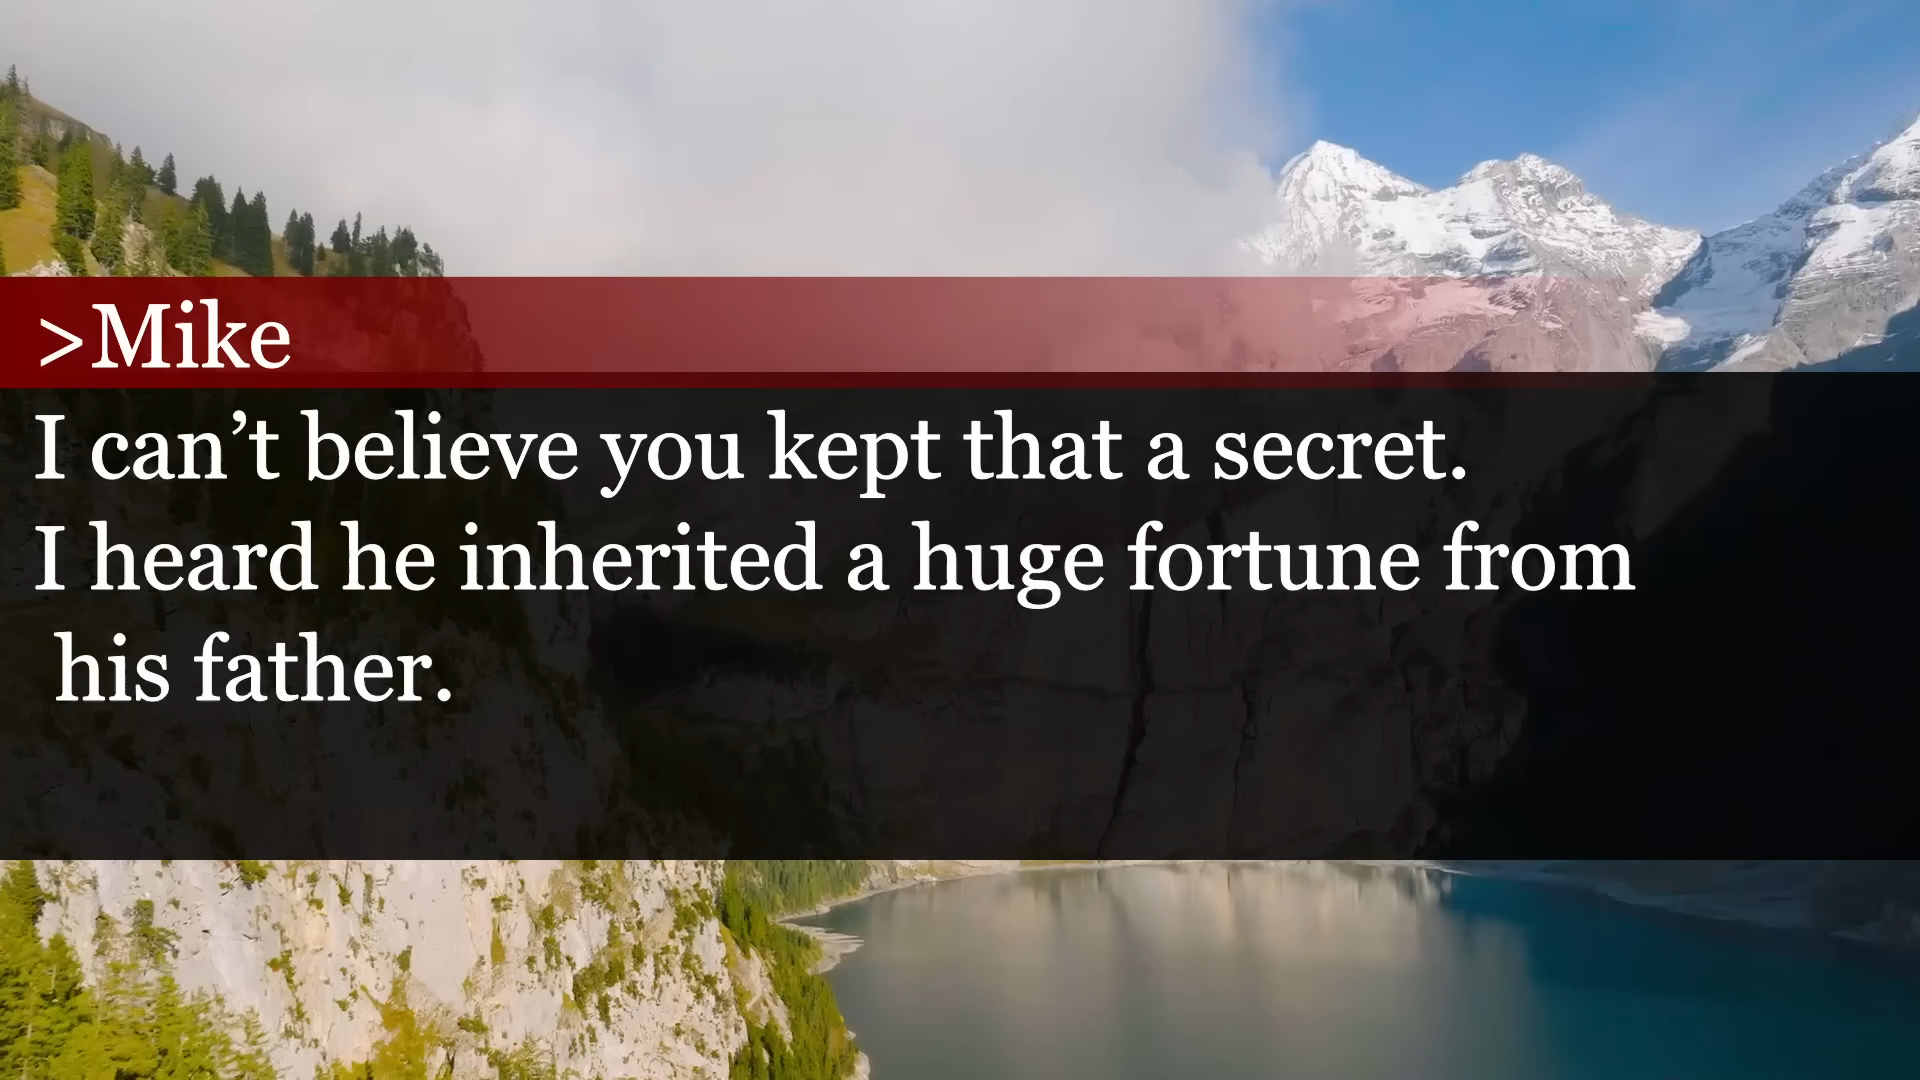 >Mike
I can’t believe you kept that a secret.
I heard he inherited a huge fortune from
his father.